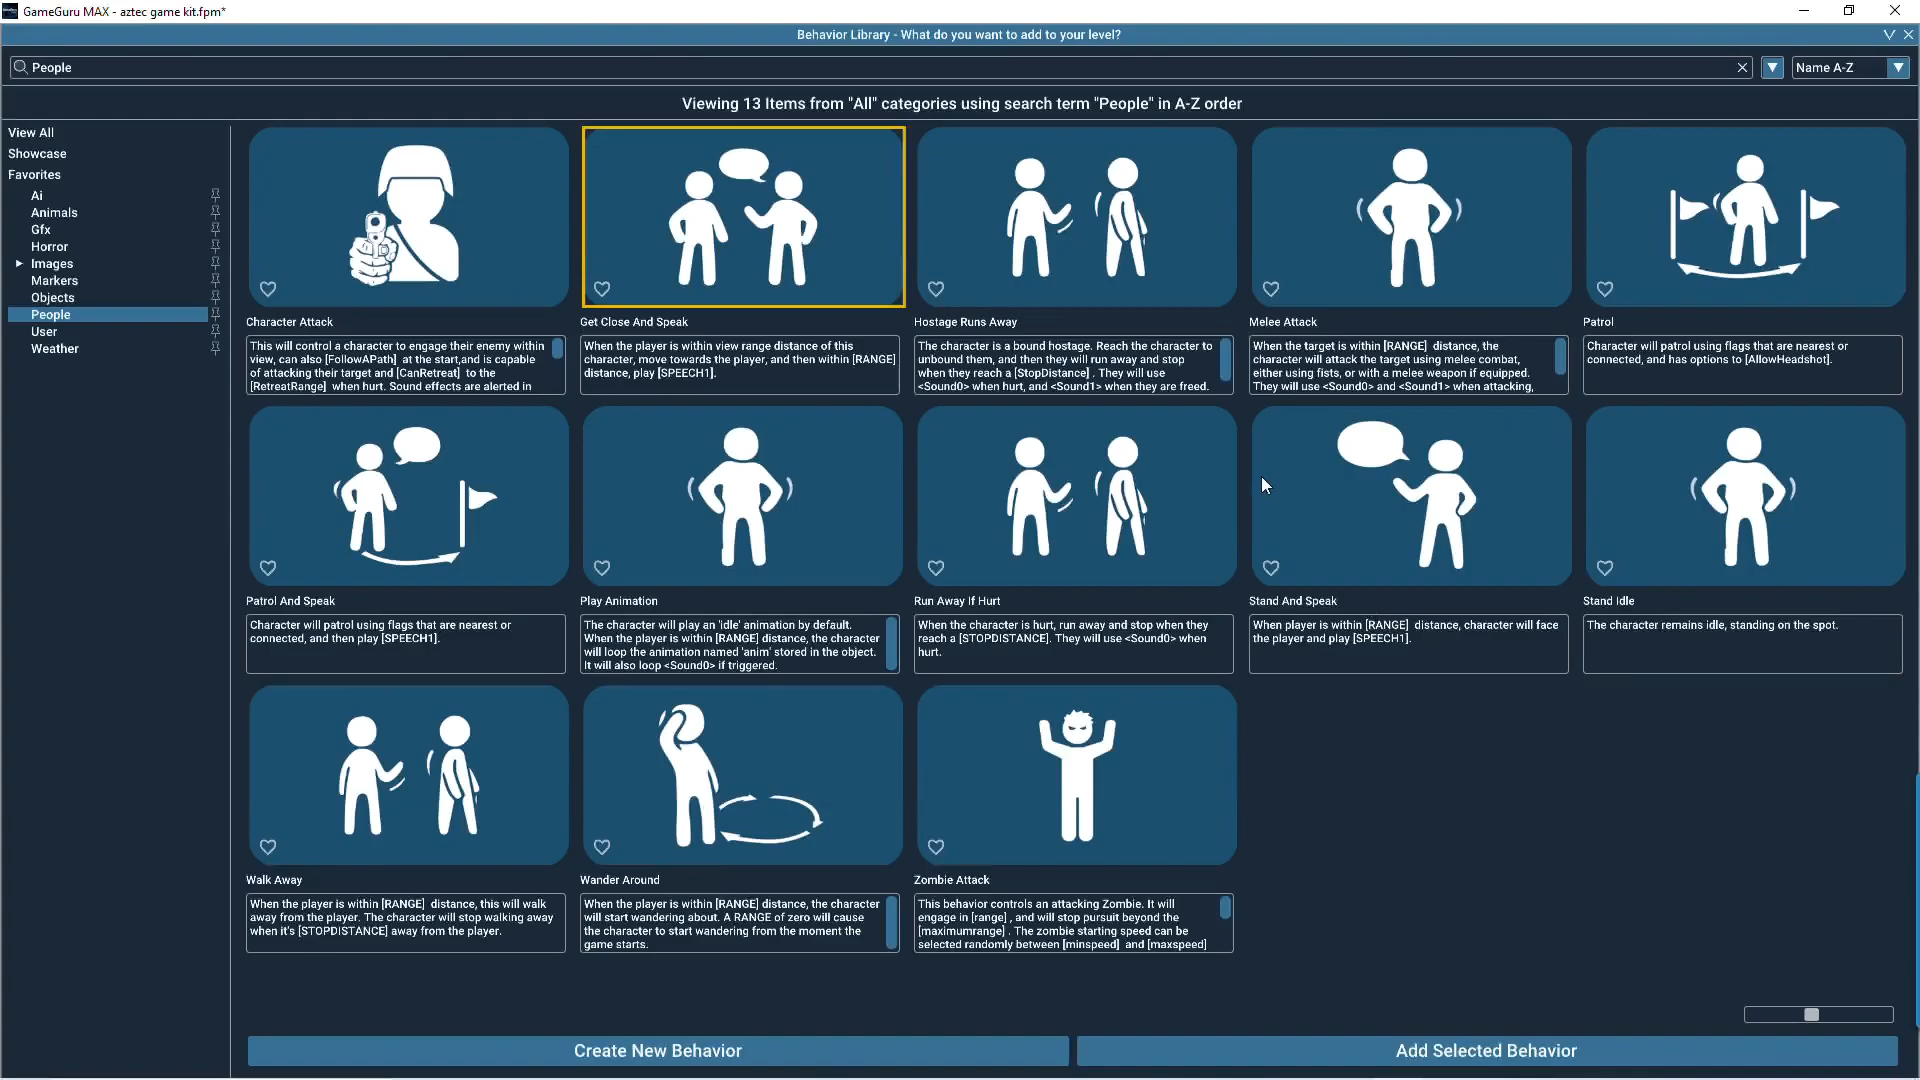 GameGuru MAX - aztec game kit.fpm*
Behavior Library - What do you want to add to your level?
People
Name A-Z
Viewing 13 Items from "All" categories using search term "People" in A-Z order
View All
Showcase
Favorites
Ai
Animals
Gfx
Horror
Images
Markers
Objects
People
User
Weather
Character Attack
This will control a character to engage their enemy within
view, can also [FollowAPath] at the start,and is capable
of attacking their target and [CanRetreat] to the
[RetreatRange] when hurt. Sound effects are alerted in
Get Close And Speak
When the player is within view range distance of this
character, move towards the player, and then within [RANGE]
distance, play [SPEECH1].
Hostage Runs Away
The character is a bound hostage. Reach the character to
unbound them, and then they will run away and stop
when they reach a [StopDistance] . They will use
<Sound0> when hurt, and <Sound1> when they are freed.
Melee Attack
When the target is within [RANGE] distance, the
character will attack the target using melee combat,
either using fists, or with a melee weapon if equipped.
They will use <Sound0> and <Sound1> when attacking,
Patrol
Character will patrol using flags that are nearest or
connected, and has options to [AllowHeadshot].
Patrol And Speak
Character will patrol using flags that are nearest or
connected, and then play [SPEECH1].
Play Animation
The character will play an 'idle' animation by default.
When the player is within [RANGE] distance, the character
will loop the animation named 'anim' stored in the object.
It will also loop <Sound0> if triggered.
Run Away If Hurt
When the character is hurt, run away and stop when they
reach a [STOPDISTANCE]. They will use <Sound0> when
hurt.
Stand And Speak
When player is within [RANGE] distance, character will face
the player and play [SPEECH1].
Stand Idle
The character remains idle, standing on the spot.
Walk Away
When the player is within [RANGE] distance, this will walk
away from the player. The character will stop walking away
when it's [STOPDISTANCE] away from the player.
Wander Around
When the player is within [RANGE] distance, the character
will start wandering about. A RANGE of zero will cause
the character to start wandering from the moment the
game starts.
Zombie Attack
This behavior controls an attacking Zombie. It will
engage in [range] , and will stop pursuit beyond the
[maximumrange] . The zombie starting speed can be
selected randomly between [minspeed] and [maxspeed]
Create New Behavior
Add Selected Behavior